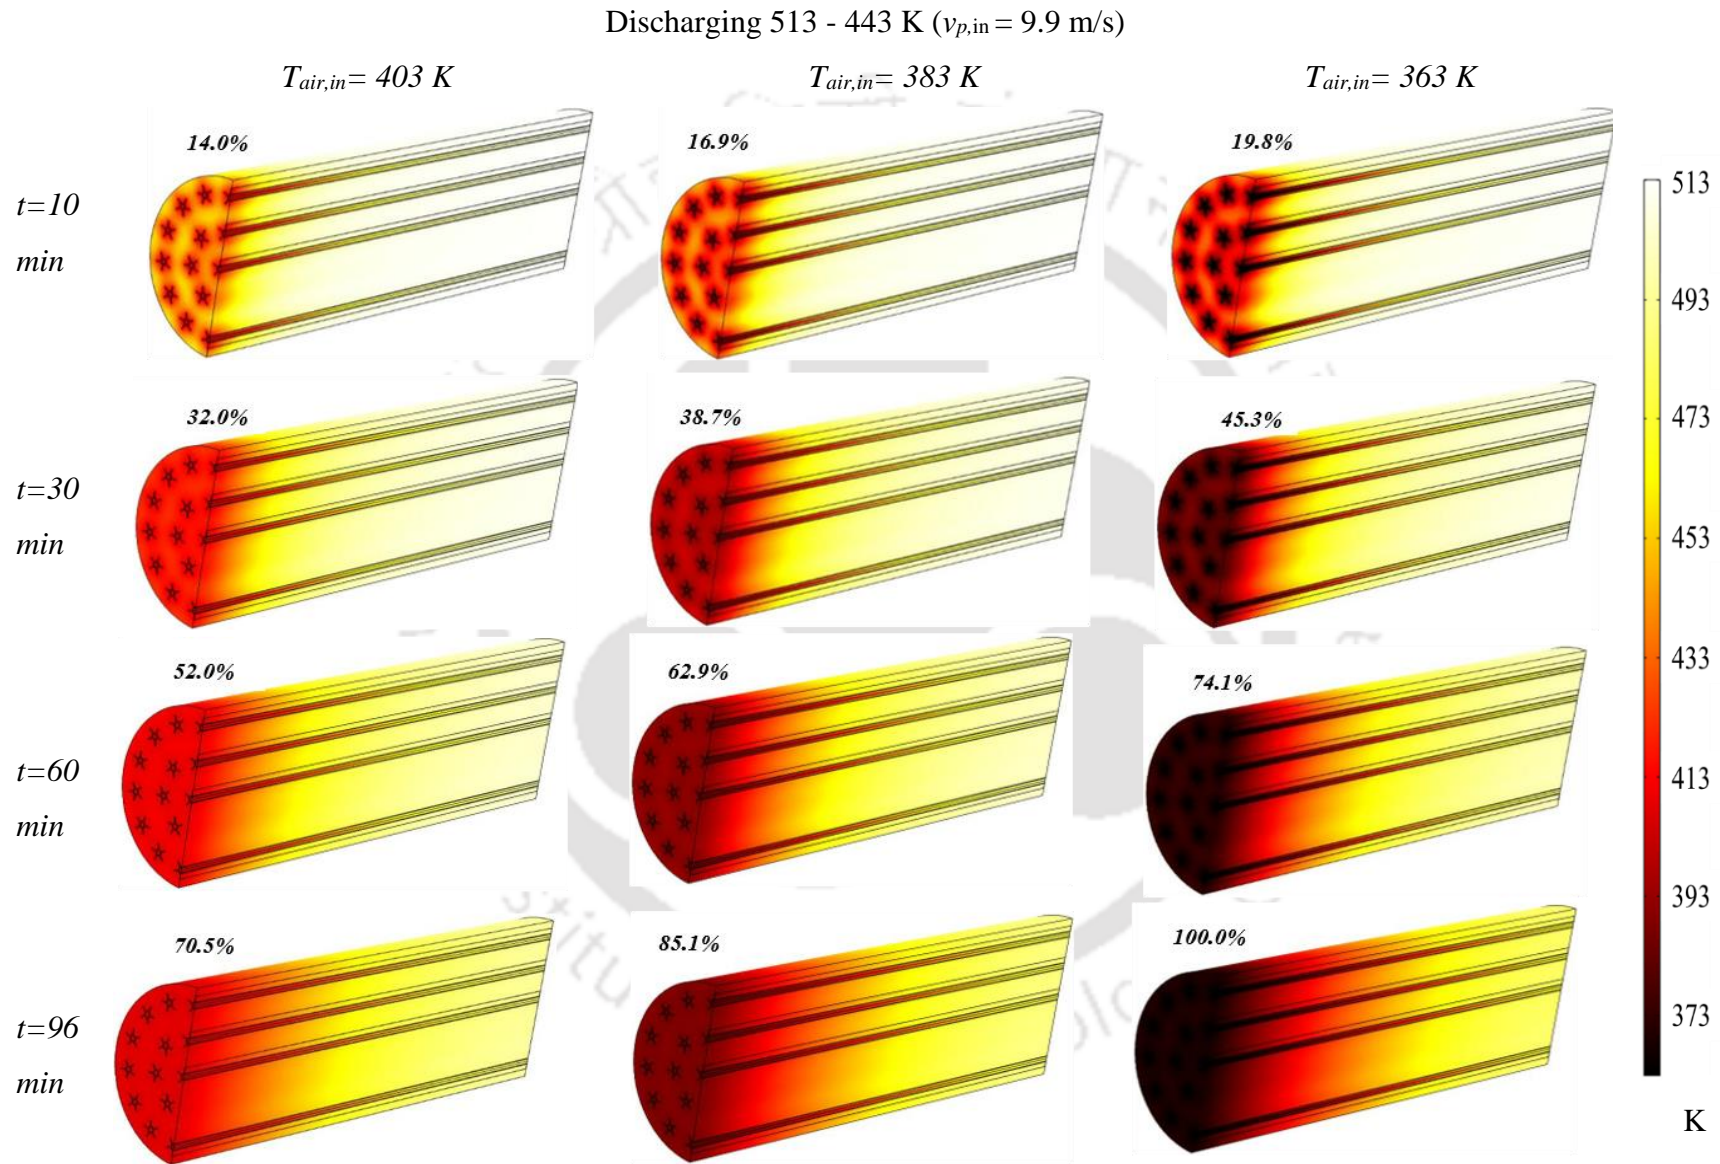 Discharging 513 - 443 K (vp,in = 9.9 m/s)
Tair,in= 403 K
Tair,in= 383 K
Tair,in= 363 K
t=10
min
14.0%
16.9%
19.8%
t=30
min
32.0%
38.7%
45.3%
t=60
min
52.0%
62.9%
74.1%
t=96
min
70.5%
85.1%
100.0%
513
493
473
453
433
413
393
373
K